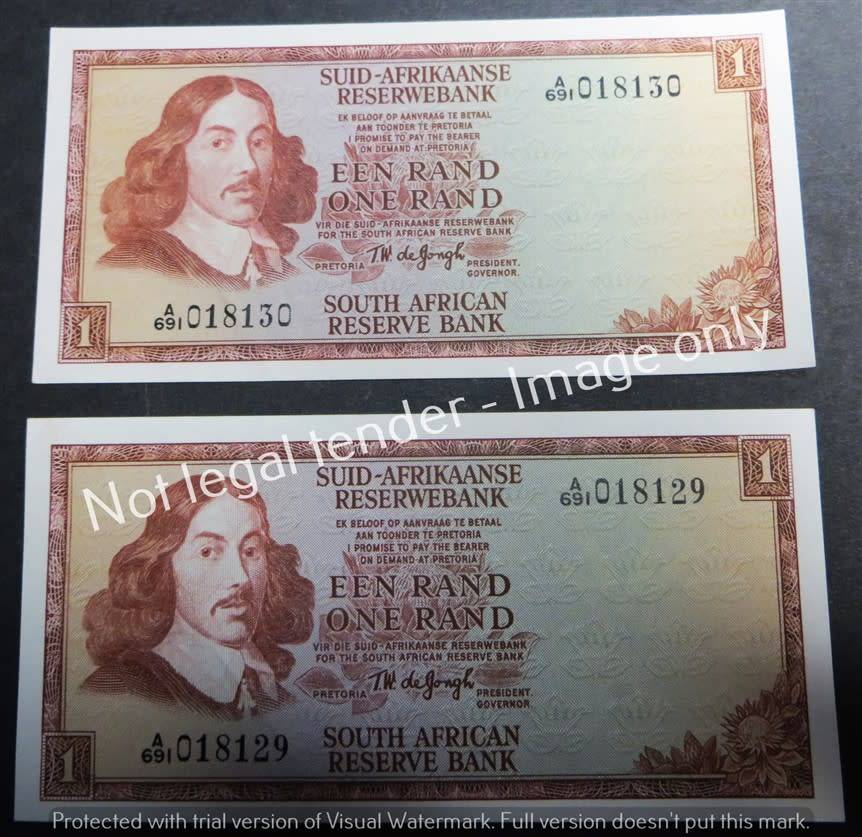 SUID-AFRIKAANSE
RESERWEBANK
A/691 018130
1
EK BELOOF OP AANVRAAG TE BETAAL
AAN TOONDER TE PRETORIA
I PROMISE TO PAY THE BEARER
ON DEMAND AT PRETORIA
EEN RAND
ONE RAND
VIR DIE SUID-AFRIKAANSE RESERWEBANK
FOR THE SOUTH AFRICAN RESERVE BANK
T.W. de Jongh
PRETORIA
PRESIDENT.
GOVERNOR.
1
A/691 018130
SOUTH AFRICAN
RESERVE BANK
Not legal tender - Image only
SUID-AFRIKAANSE
RESERWEBANK
A/691 018129
1
EK BELOOF OP AANVRAAG TE BETAAL
AAN TOONDER TE PRETORIA
I PROMISE TO PAY THE BEARER
ON DEMAND AT PRETORIA
EEN RAND
ONE RAND
VIR DIE SUID-AFRIKAANSE RESERWEBANK
FOR THE SOUTH AFRICAN RESERVE BANK
T.W. de Jongh
PRETORIA
PRESIDENT.
GOVERNOR
1
A/691 018129
SOUTH AFRICAN
RESERVE BANK
Protected with trial version of Visual Watermark. Full version doesn't put this mark.